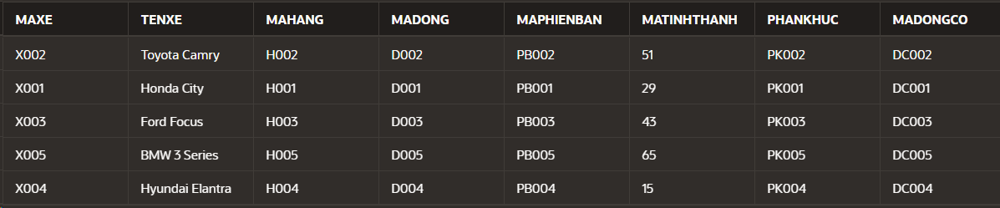 MAXE TENXE MAHANG MADONG MAPHIENBAN MATINHTHANH PHANKHUC MADONGCO
X002 Toyota Camry H002 D002 PB002 51 PK002 DC002
X001 Honda City H001 D001 PB001 29 PK001 DC001
X003 Ford Focus H003 D003 PB003 43 PK003 DC003
X005 BMW 3 Series H005 D005 PB005 65 PK005 DC005
X004 Hyundai Elantra H004 D004 PB004 15 PK004 DC004